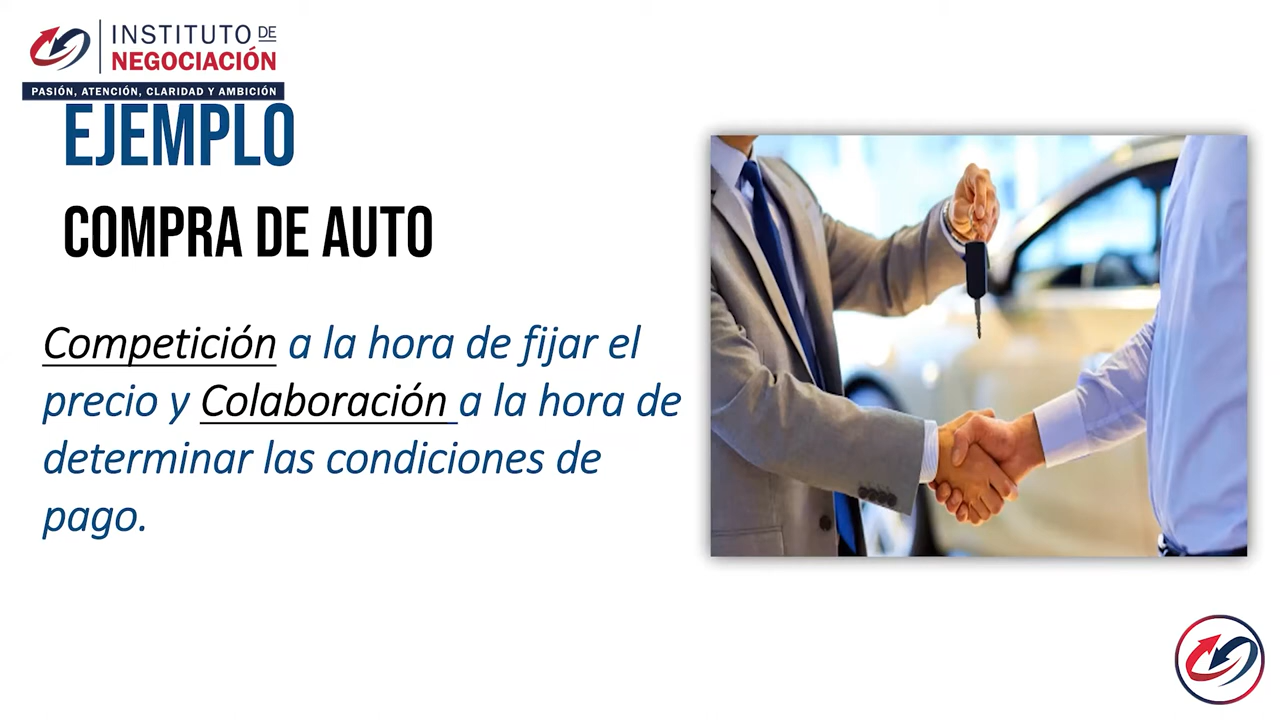 INSTITUTO DE
NEGOCIACIÓN
PASIÓN, ATENCIÓN, CLARIDAD Y AMBICIÓN
EJEMPLO
COMPRA DE AUTO
Competición a la hora de fijar el
precio y Colaboración a la hora de
determinar las condiciones de
pago.